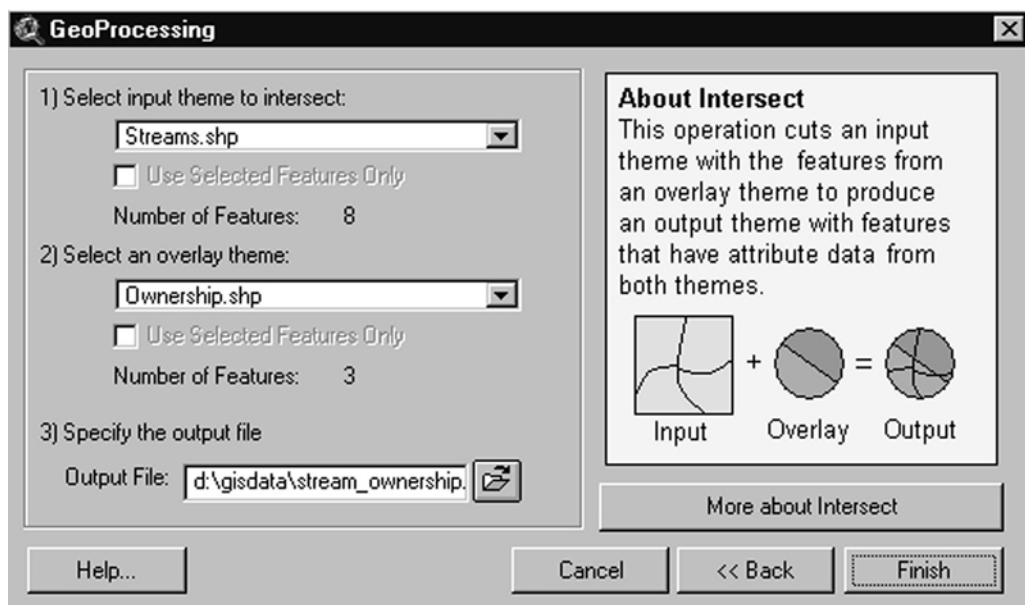 GeoProcessing
1) Select input theme to intersect:
Streams.shp
Use Selected Features Only
Number of Features: 8
2) Select an overlay theme:
Ownership.shp
Use Selected Features Only
Number of Features: 3
3) Specify the output file
Output File: d:\gisdata\stream_ownership.
About Intersect
This operation cuts an input
theme with the features from
an overlay theme to produce
an output theme with features
that have attribute data from
both themes.
+ =
Input Overlay Output
More about Intersect
Help... Cancel << Back Finish